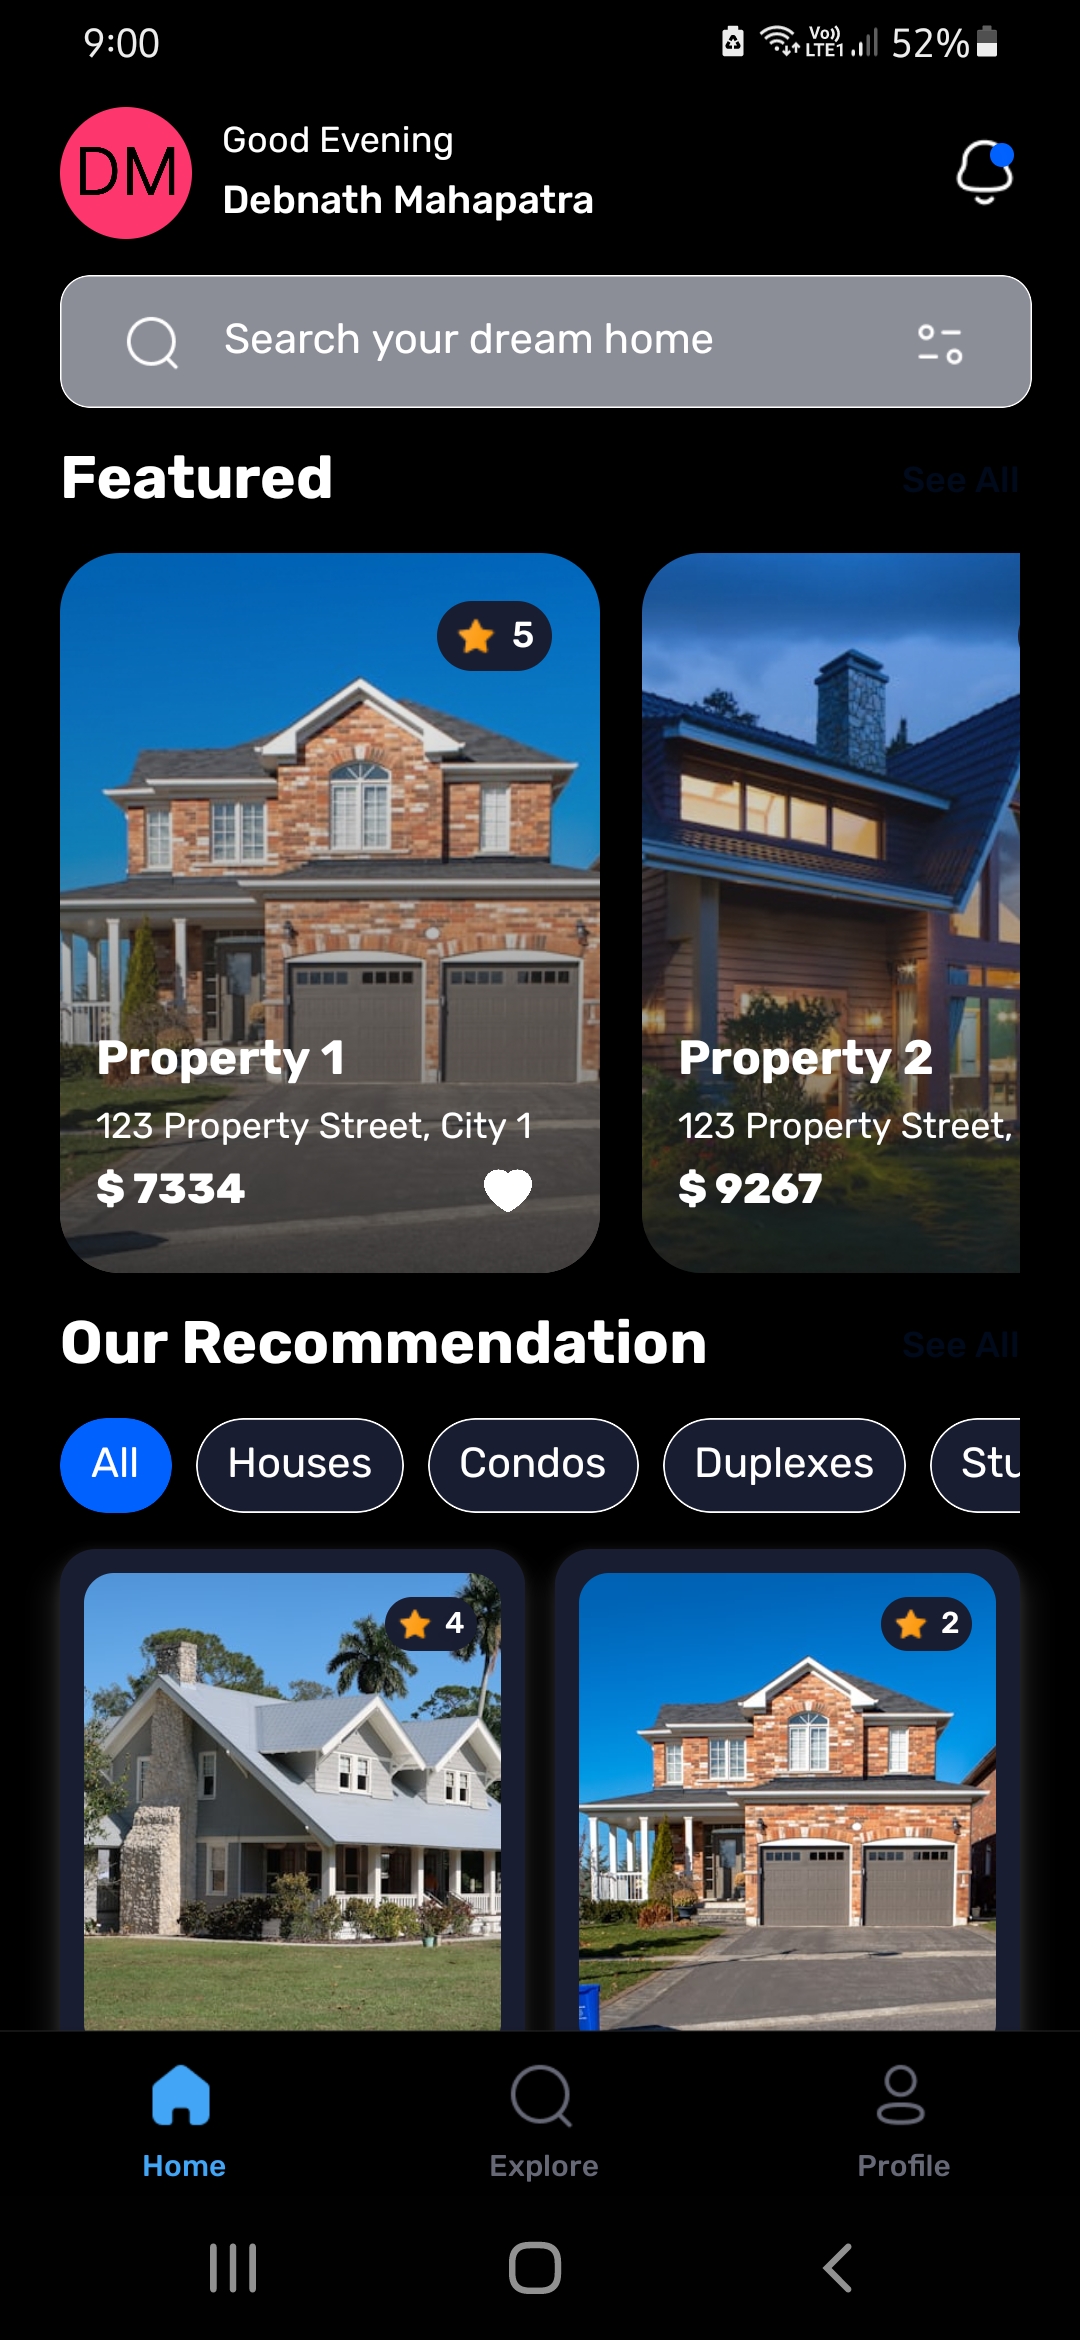 9:00
Vo)) LTE1 52%
DM
Good Evening
Debnath Mahapatra
Search your dream home
Featured
See All
5
Property 1
123 Property Street, City 1
$ 7334
Property 2
123 Property Street,
$ 9267
Our Recommendation
See All
All
Houses
Condos
Duplexes
Stu
4
2
Home
Explore
Profile